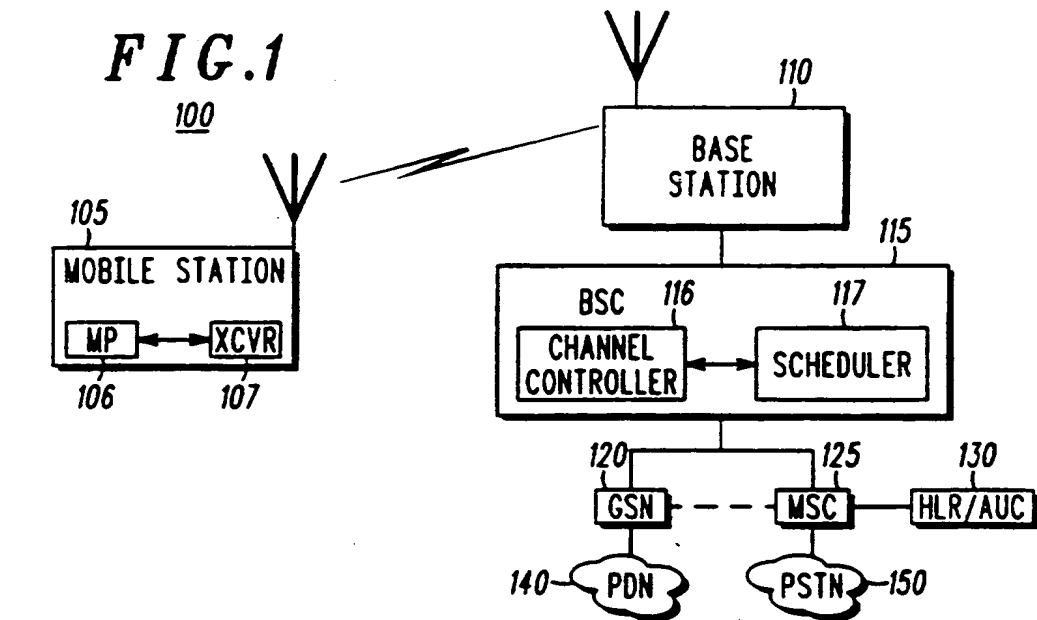 FIG.1
100
110
BASE
STATION
105
MOBILE STATION
MP
XCVR
106
107
115
BSC
116
117
CHANNEL
CONTROLLER
SCHEDULER
120
125
130
GSN
MSC
HLR/AUC
140
PDN
PSTN
150